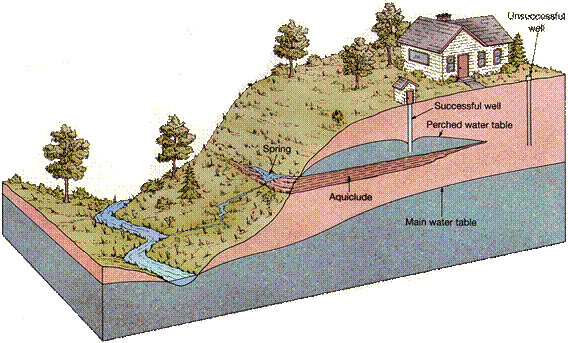 Unsuccessful
well
Successful well
Perched water table
Spring
Aquiclude
Main water table